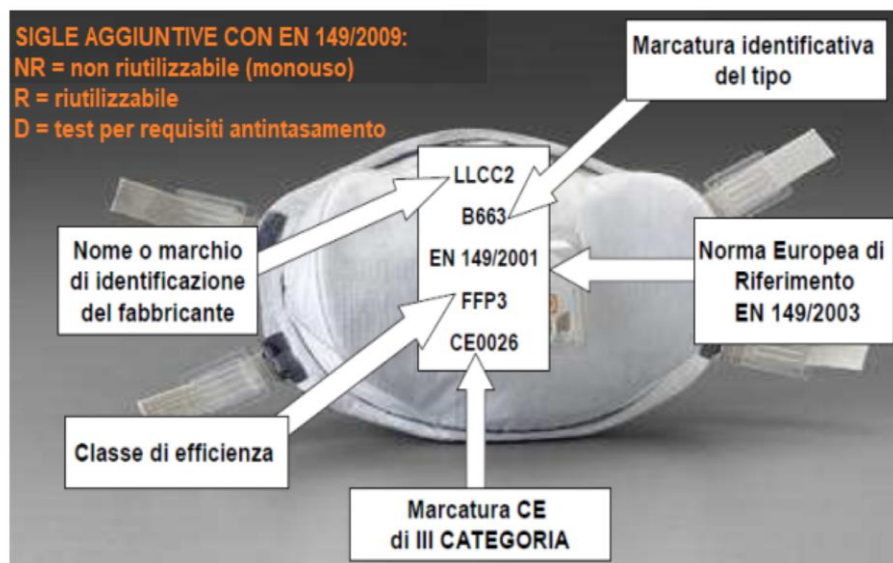 SIGLE AGGIUNTIVE CON EN 149/2009:
NR = non riutilizzabile (monouso)
R = riutilizzabile
D = test per requisiti antintasamento
Marcatura identificativa
del tipo
LLCC2
B663
EN 149/2001
FFP3
CE0026
Nome o marchio
di identificazione
del fabbricante
Norma Europea di
Riferimento
EN 149/2003
Classe di efficienza
Marcatura CE
di III CATEGORIA